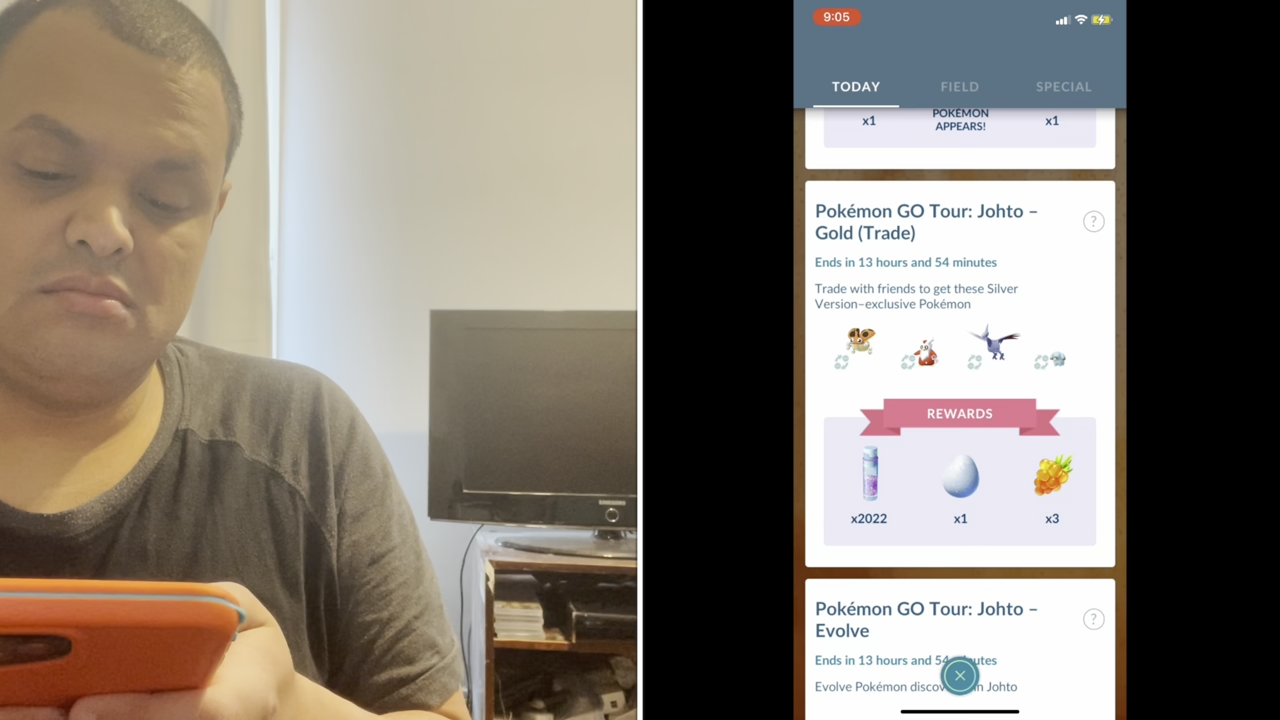 9:05
TODAY
FIELD
SPECIAL
x1
POKÉMON
APPEARS!
x1
Pokémon GO Tour: Johto –
Gold (Trade)
?
Ends in 13 hours and 54 minutes
Trade with friends to get these Silver
Version–exclusive Pokémon
REWARDS
x2022
x1
x3
Pokémon GO Tour: Johto –
Evolve
?
Ends in 13 hours and 54
Evolve Pokémon Johto